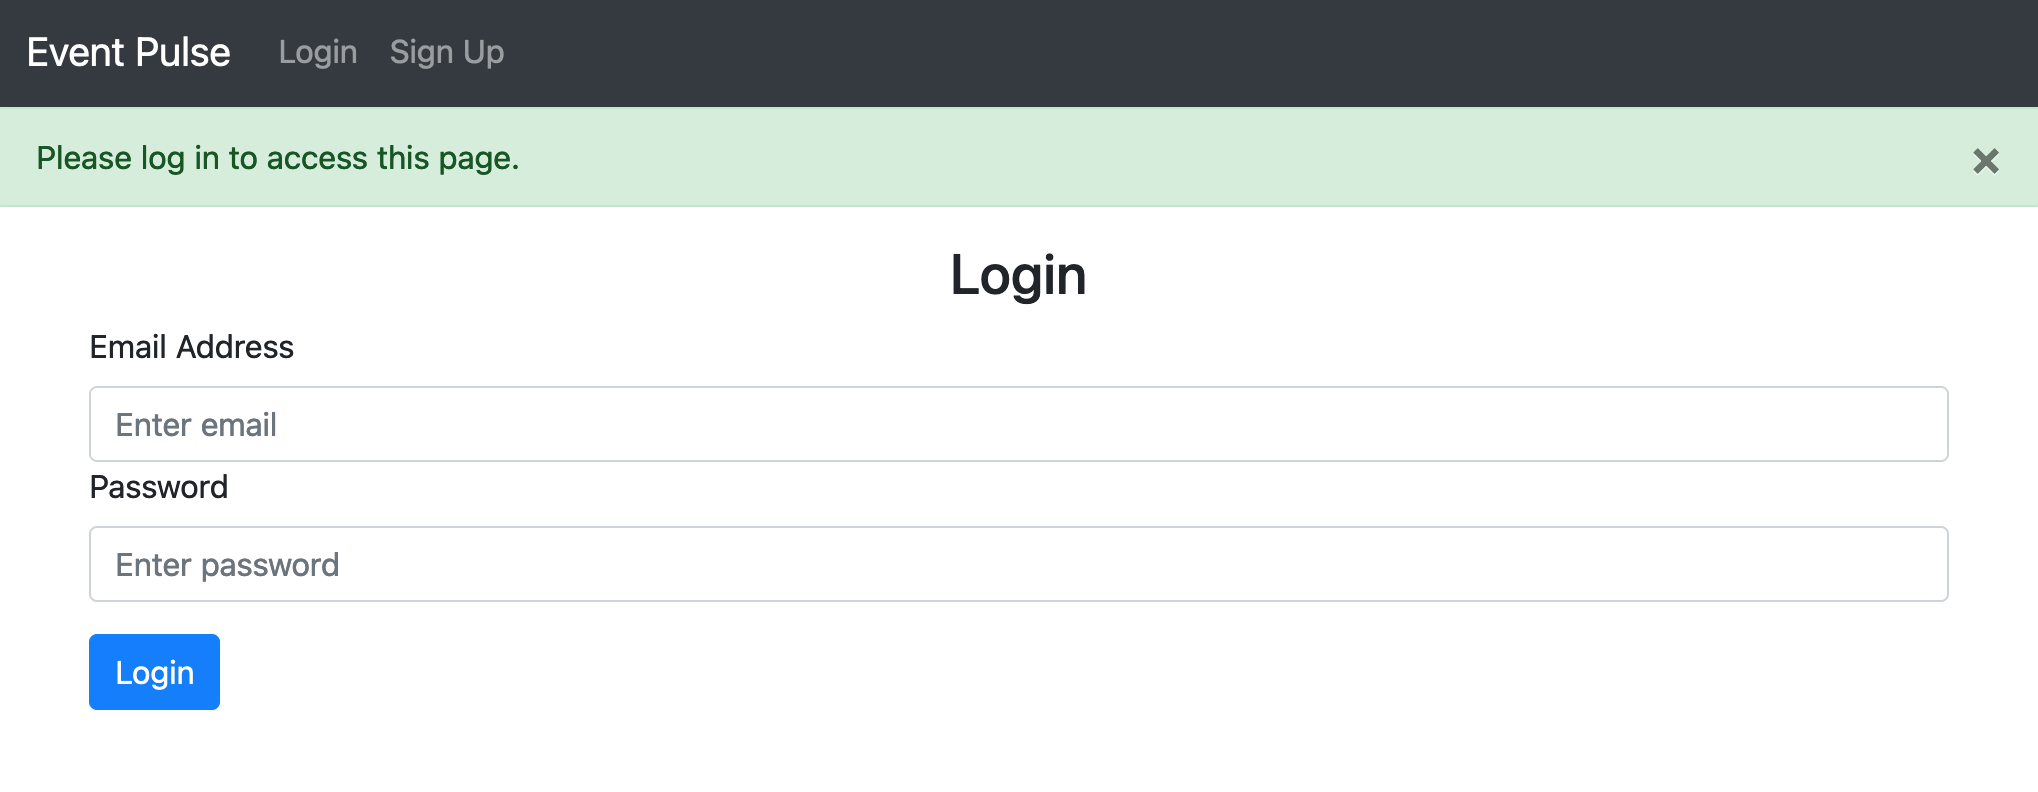 Event Pulse Login Sign Up
Please log in to access this page. ×
Login
Email Address
Enter email
Password
Enter password
Login